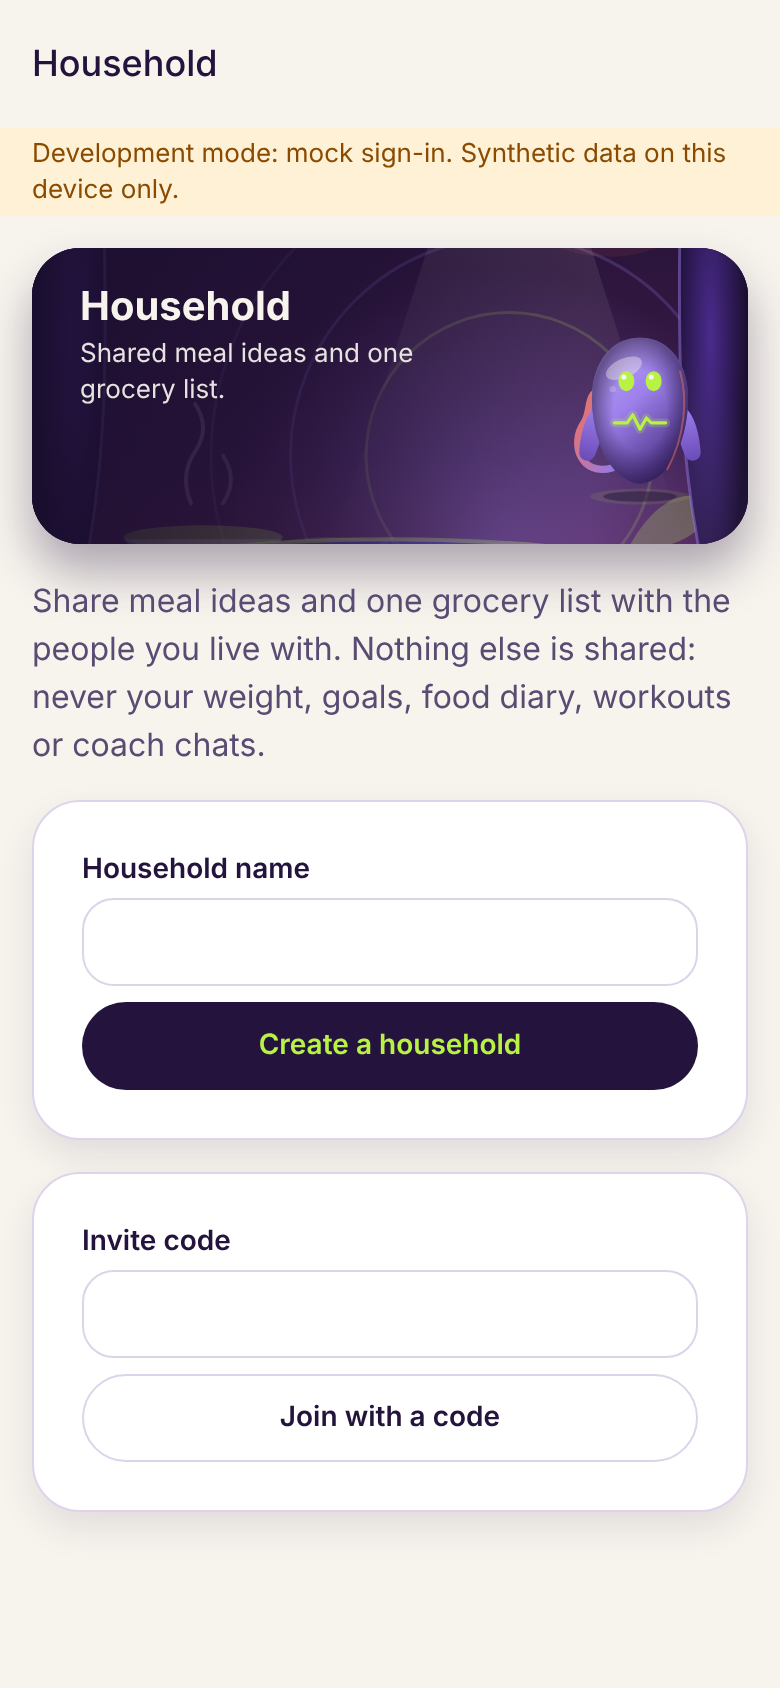 Household
Development mode: mock sign-in. Synthetic data on this
device only.
Household
Shared meal ideas and one
grocery list.
Share meal ideas and one grocery list with the
people you live with. Nothing else is shared:
never your weight, goals, food diary, workouts
or coach chats.
Household name
Create a household
Invite code
Join with a code